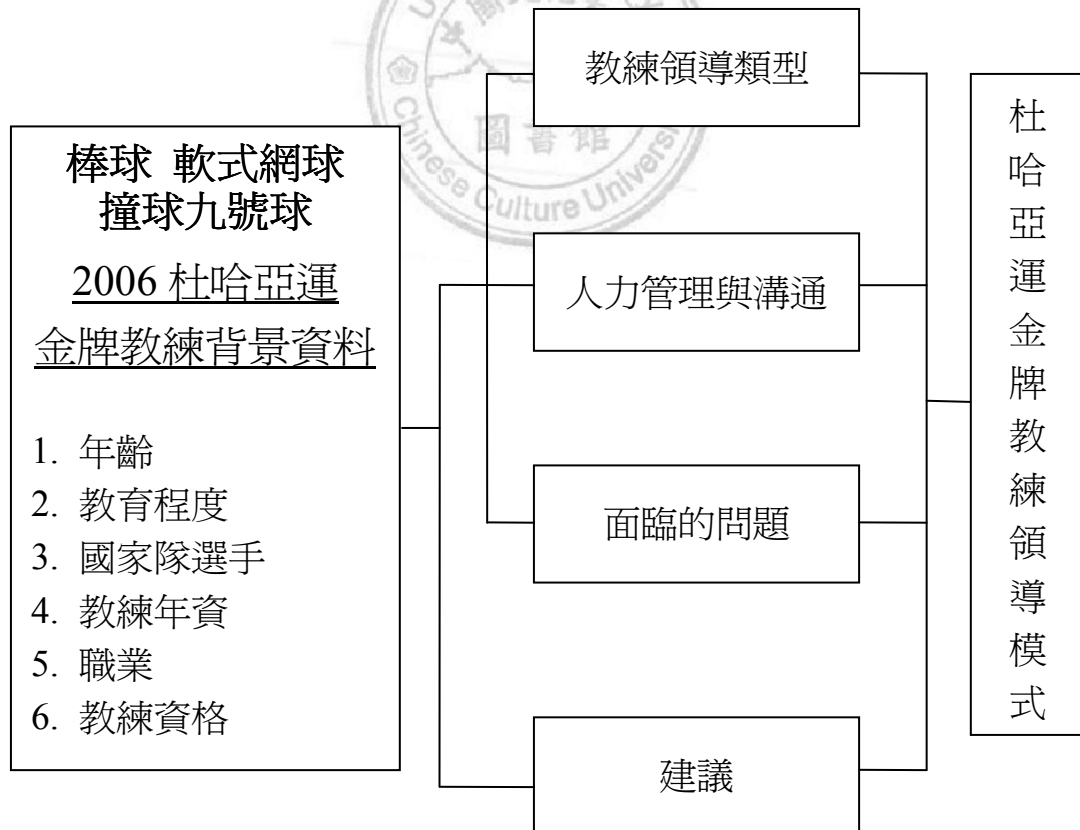 棒球 軟式網球
撞球九號球
2006 杜哈亞運
金牌教練背景資料
1. 年齡
2. 教育程度
3. 國家隊選手
4. 教練年資
5. 職業
6. 教練資格
教練領導類型
人力管理與溝通
面臨的問題
建議
杜哈亞運金牌教練領導模式
圖書館
Chinese Culture